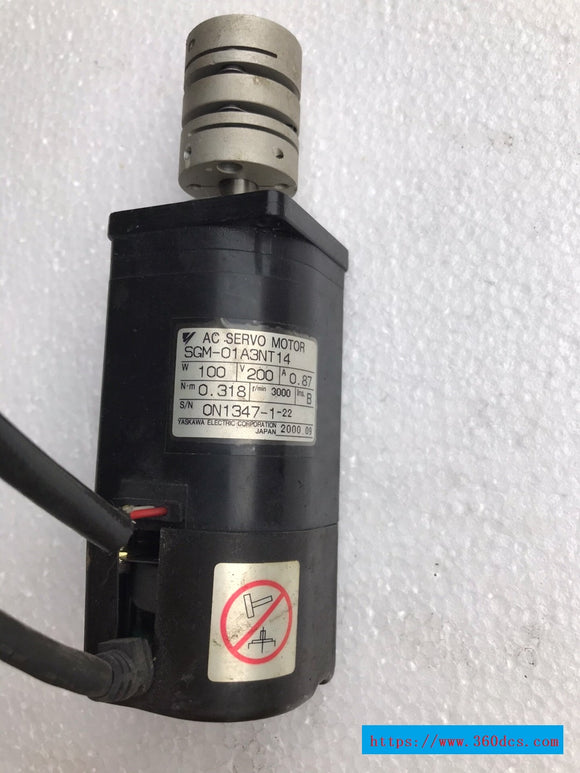 AC SERVO MOTOR
SGM-01A3NT14
W 100 V 200 A 0.87
N·m 0.318 r/min 3000 Ins. B
S/N 0N1347-1-22
YASKAWA ELECTRIC CORPORATION
JAPAN 2000.09
https://www.360dcs.com